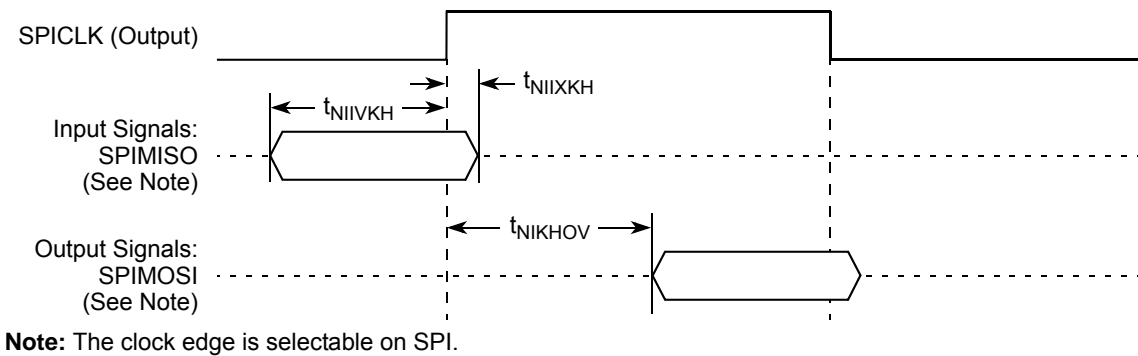 SPICLK (Output)
tNIIXKH
tNIIVKH
Input Signals:
SPIMISO
(See Note)
tNIKHOV
Output Signals:
SPIMOSI
(See Note)
Note: The clock edge is selectable on SPI.